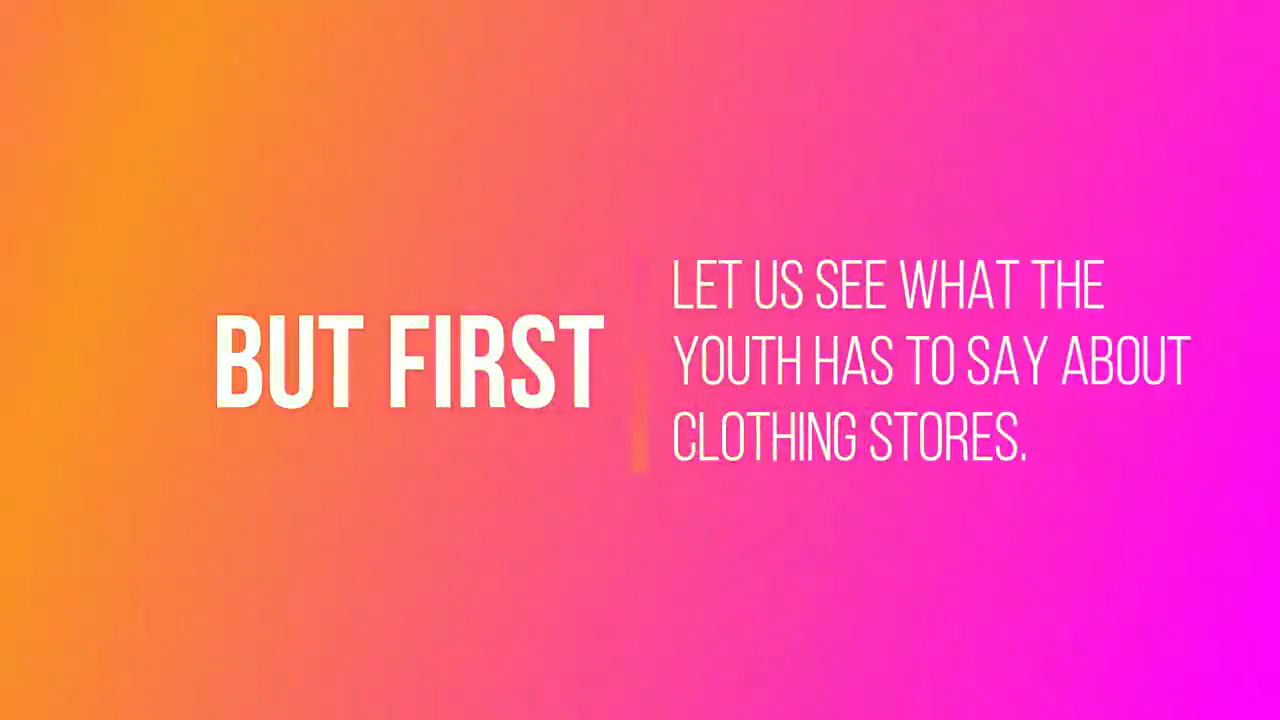 BUT FIRST
LET US SEE WHAT THE
YOUTH HAS TO SAY ABOUT
CLOTHING STORES.